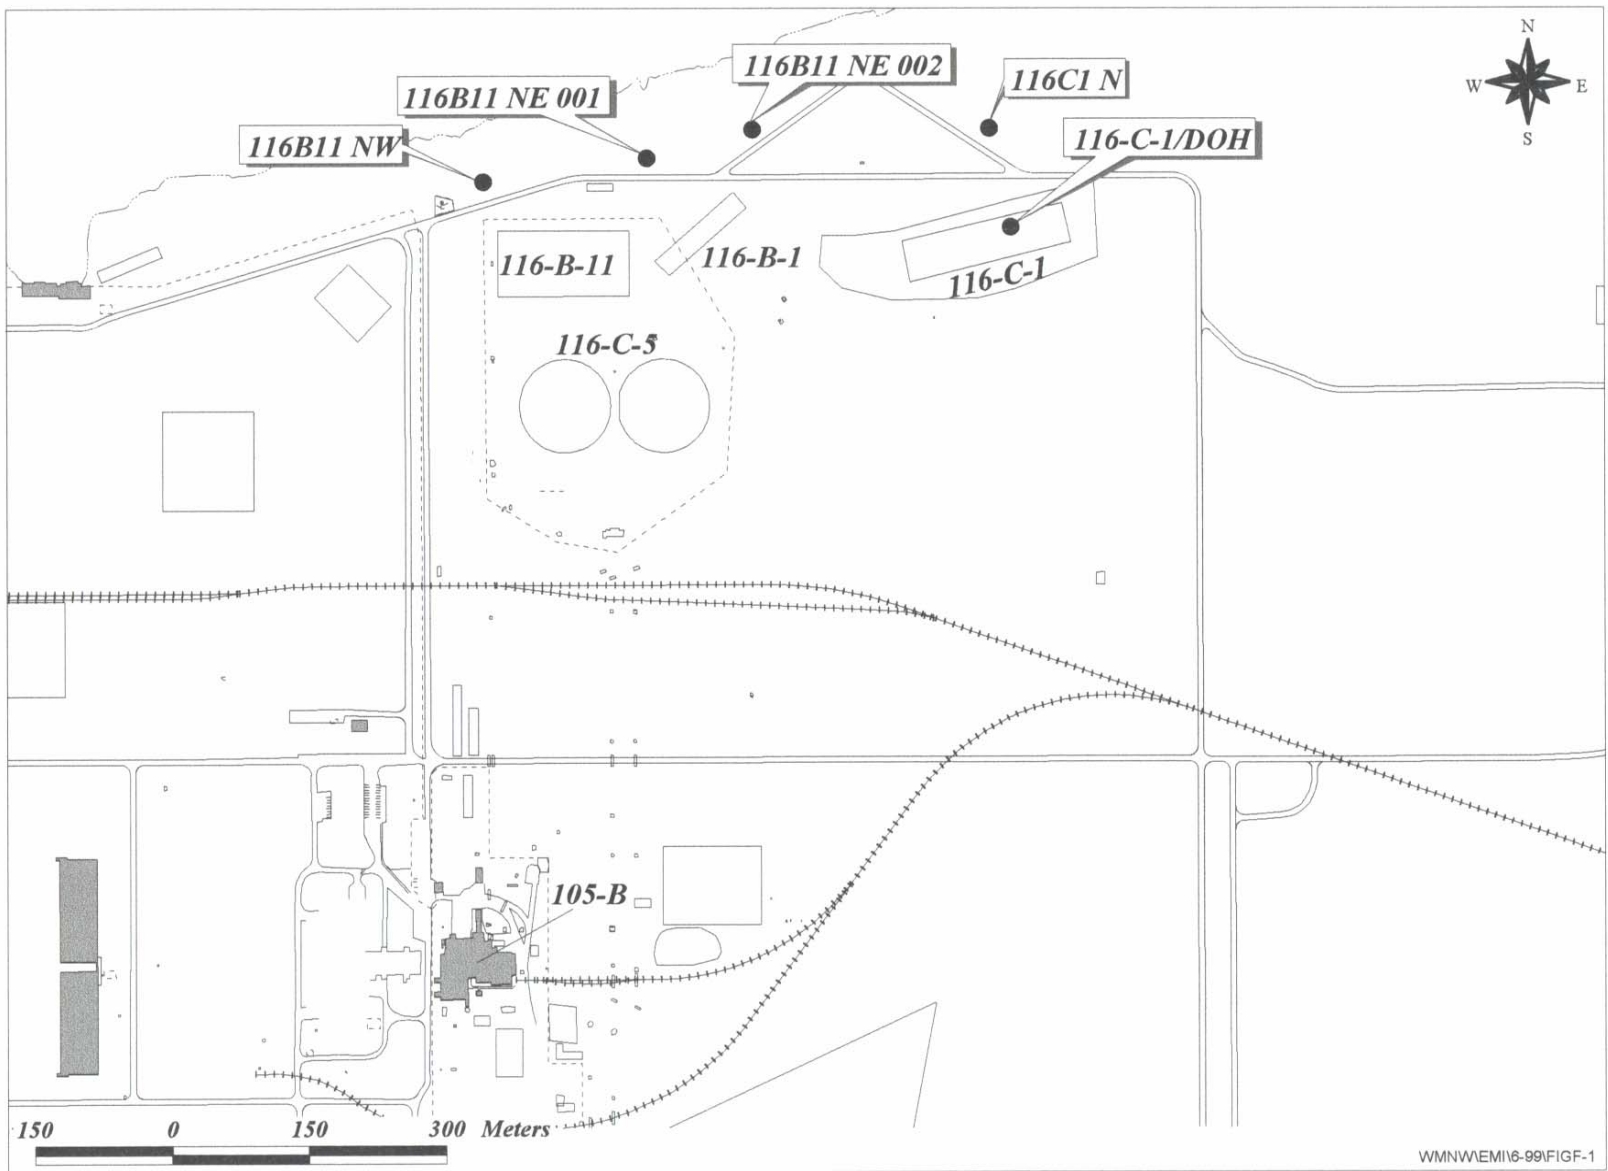 N
116B11 NE 002
116C1 N
W
E
116B11 NE 001
S
116B11 NW
116-C-1/DOH
116-B-11
116-B-1
116-C-1
116-C-5
105-B
150 0 150 300 Meters
WMNW\EMI\6-99\FIGF-1